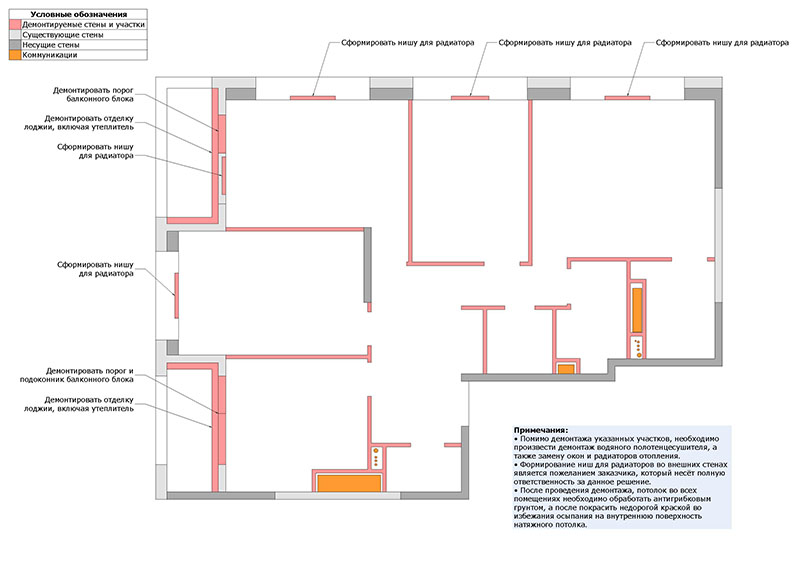 Условные обозначения
Демонтируемые стены и участки
Существующие стены
Несущие стены
Коммуникации
Сформировать нишу для радиатора
Сформировать нишу для радиатора
Сформировать нишу для радиатора
Демонтировать порог
балконного блока
Демонтировать отделку
лоджии, включая утеплитель
Сформировать нишу
для радиатора
Сформировать нишу
для радиатора
Демонтировать порог и
подоконник балконного блока
Демонтировать отделку
лоджии, включая утеплитель
Примечания:
• Помимо демонтажа указанных участков, необходимо
произвести демонтаж водяного полотенцесушителя, а
также замену окон и радиаторов отопления.
• Формирование ниш для радиаторов во внешних стенах
является пожеланием заказчика, который несёт полную
ответственность за данное решение.
• После проведения демонтажа, потолок во всех
помещениях необходимо обработать антигрибковым
грунтом, а после покрасить недорогой краской во
избежания осыпания на внутреннюю поверхность
натяжного потолка.